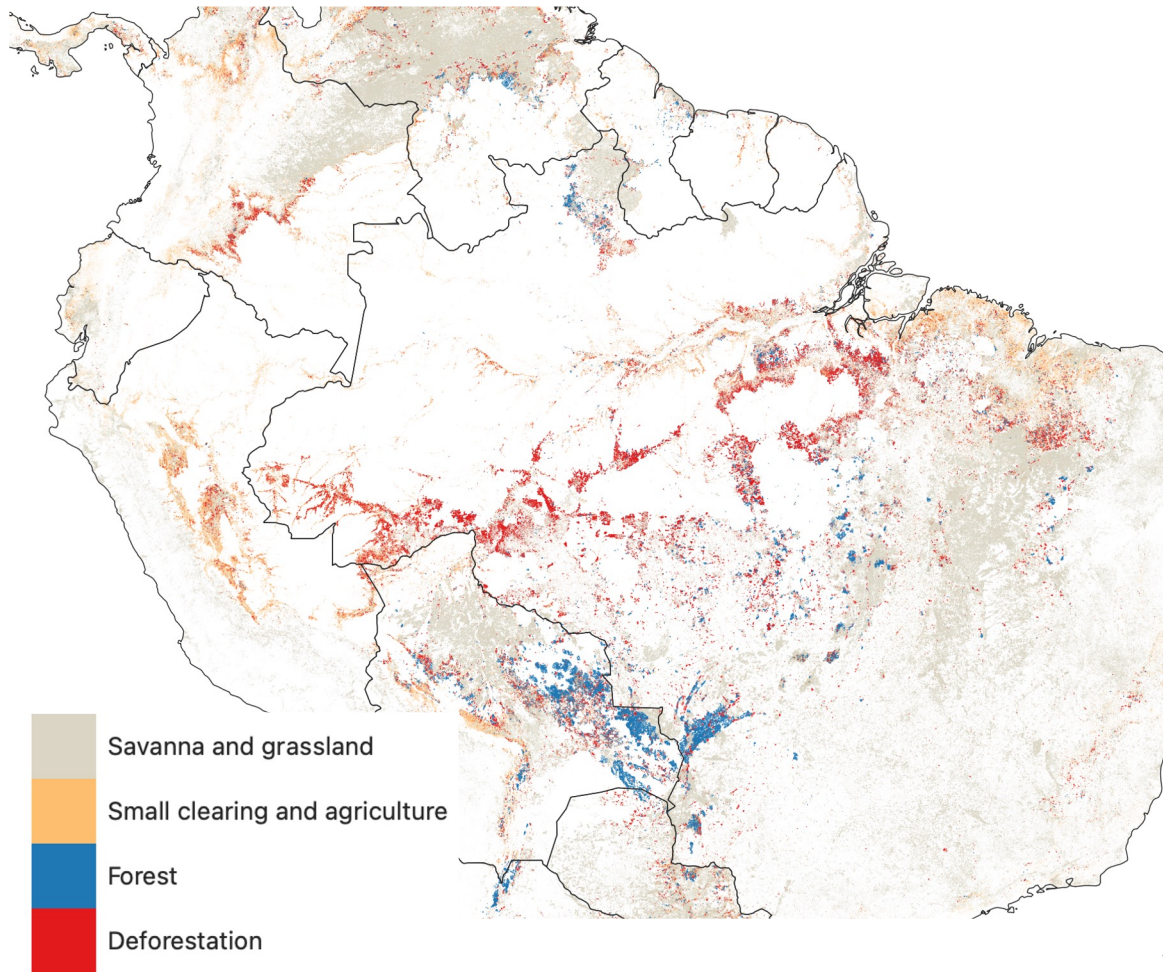 Savanna and grassland
Small clearing and agriculture
Forest
Deforestation